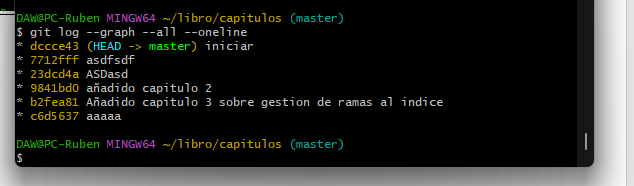 DAW@PC-Ruben MINGW64 ~/libro/capitulos (master)
$ git log --graph --all --oneline
* dccce43 (HEAD -> master) iniciar
* 7712fff asdfsdf
* 23dcd4a ASDasd
* 9841bd0 añadido capitulo 2
* b2fea81 Añadido capitulo 3 sobre gestion de ramas al indice
* c6d5637 aaaaa
DAW@PC-Ruben MINGW64 ~/libro/capitulos (master)
$